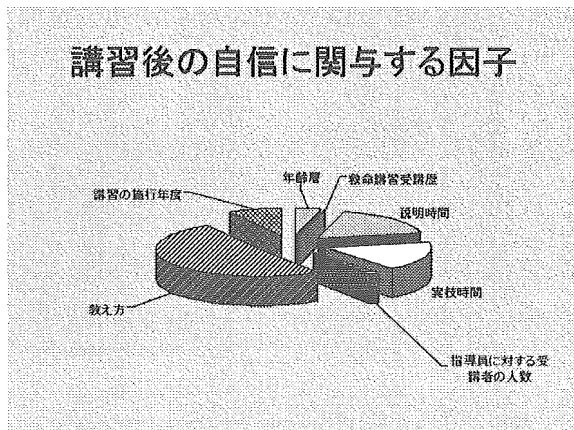 講習後の自信に関与する因子
年齢層
救命講習受講歴
講習の施行年度
説明時間
実技時間
教え方
指導員に対する受
講者の人数